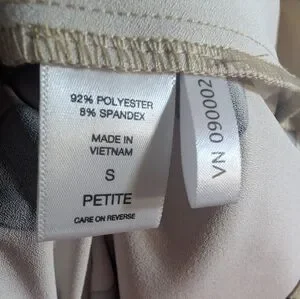 92% POLYESTER
8% SPANDEX
MADE IN
VIETNAM
S
PETITE
CARE ON REVERSE
VN 090002